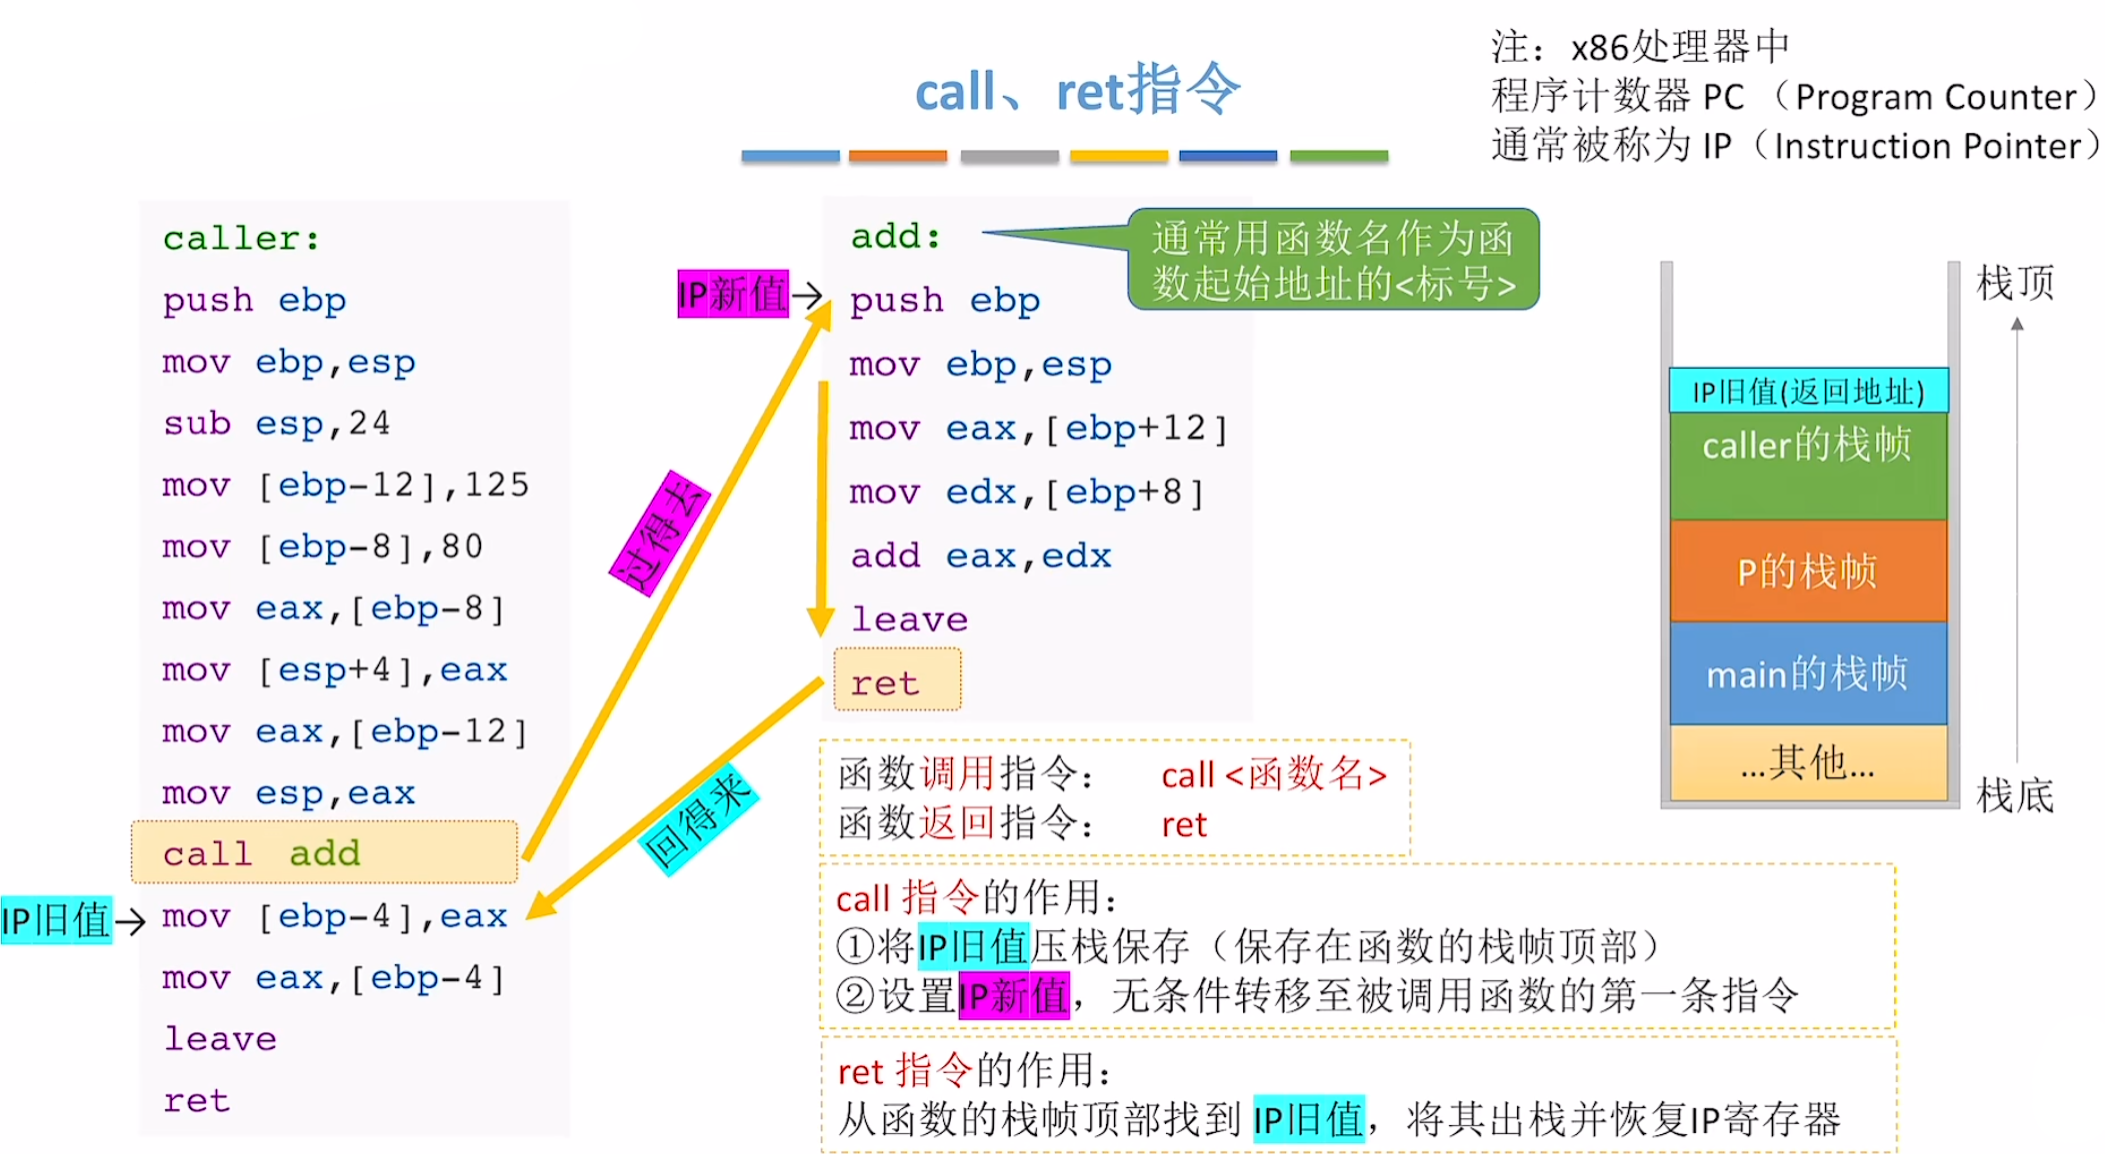 call、ret指令
注：x86处理器中
程序计数器 PC （Program Counter）
通常被称为 IP（Instruction Pointer）
caller:
push ebp
mov ebp,esp
sub esp,24
mov [ebp-12],125
mov [ebp-8],80
mov eax,[ebp-8]
mov [esp+4],eax
mov eax,[ebp-12]
mov esp,eax
call add
IP旧值→
mov [ebp-4],eax
mov eax,[ebp-4]
leave
ret
过得去
回得来
add:
通常用函数名作为函
数起始地址的<标号>
IP新值→
push ebp
mov ebp,esp
mov eax,[ebp+12]
mov edx,[ebp+8]
add eax,edx
leave
ret
函数调用指令： call <函数名>
函数返回指令： ret
call 指令的作用：
①将IP旧值压栈保存（保存在函数的栈帧顶部）
②设置IP新值，无条件转移至被调用函数的第一条指令
ret 指令的作用：
从函数的栈帧顶部找到 IP旧值，将其出栈并恢复IP寄存器
栈顶
IP旧值(返回地址)
caller的栈帧
P的栈帧
main的栈帧
...其他...
栈底